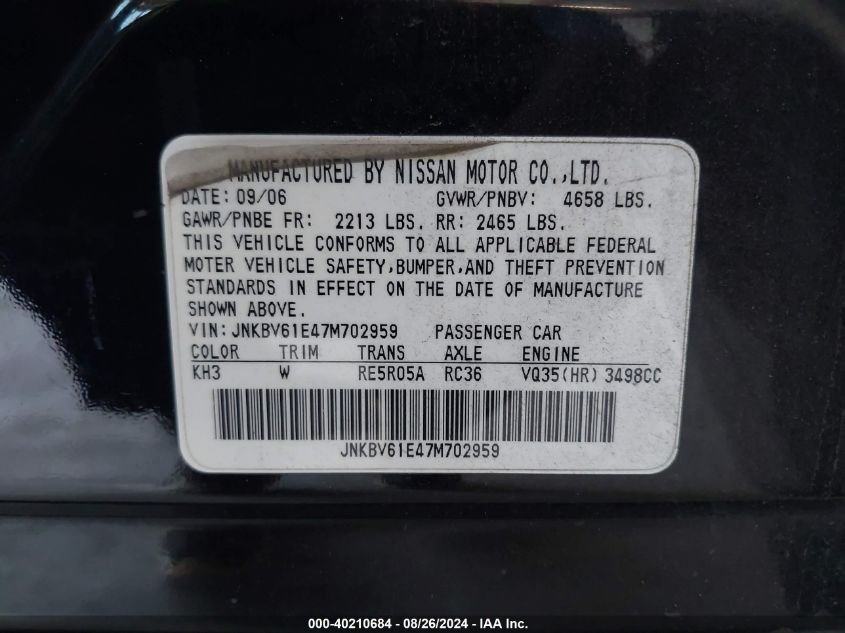 MANUFACTURED BY NISSAN MOTOR CO.,LTD.
DATE: 09/06 GVWR/PNBV: 4658 LBS.
GAWR/PNBE FR: 2213 LBS. RR: 2465 LBS.
THIS VEHICLE CONFORMS TO ALL APPLICABLE FEDERAL
MOTER VEHICLE SAFETY,BUMPER,AND THEFT PREVENTION
STANDARDS IN EFFECT ON THE DATE OF MANUFACTURE
SHOWN ABOVE.
VIN:JNKBV61E47M702959 PASSENGER CAR
COLOR TRIM TRANS AXLE ENGINE
KH3 W RE5R05A RC36 VQ35(HR) 3498CC
JNKBV61E47M702959
000-40210684 - 08/26/2024 - IAA Inc.